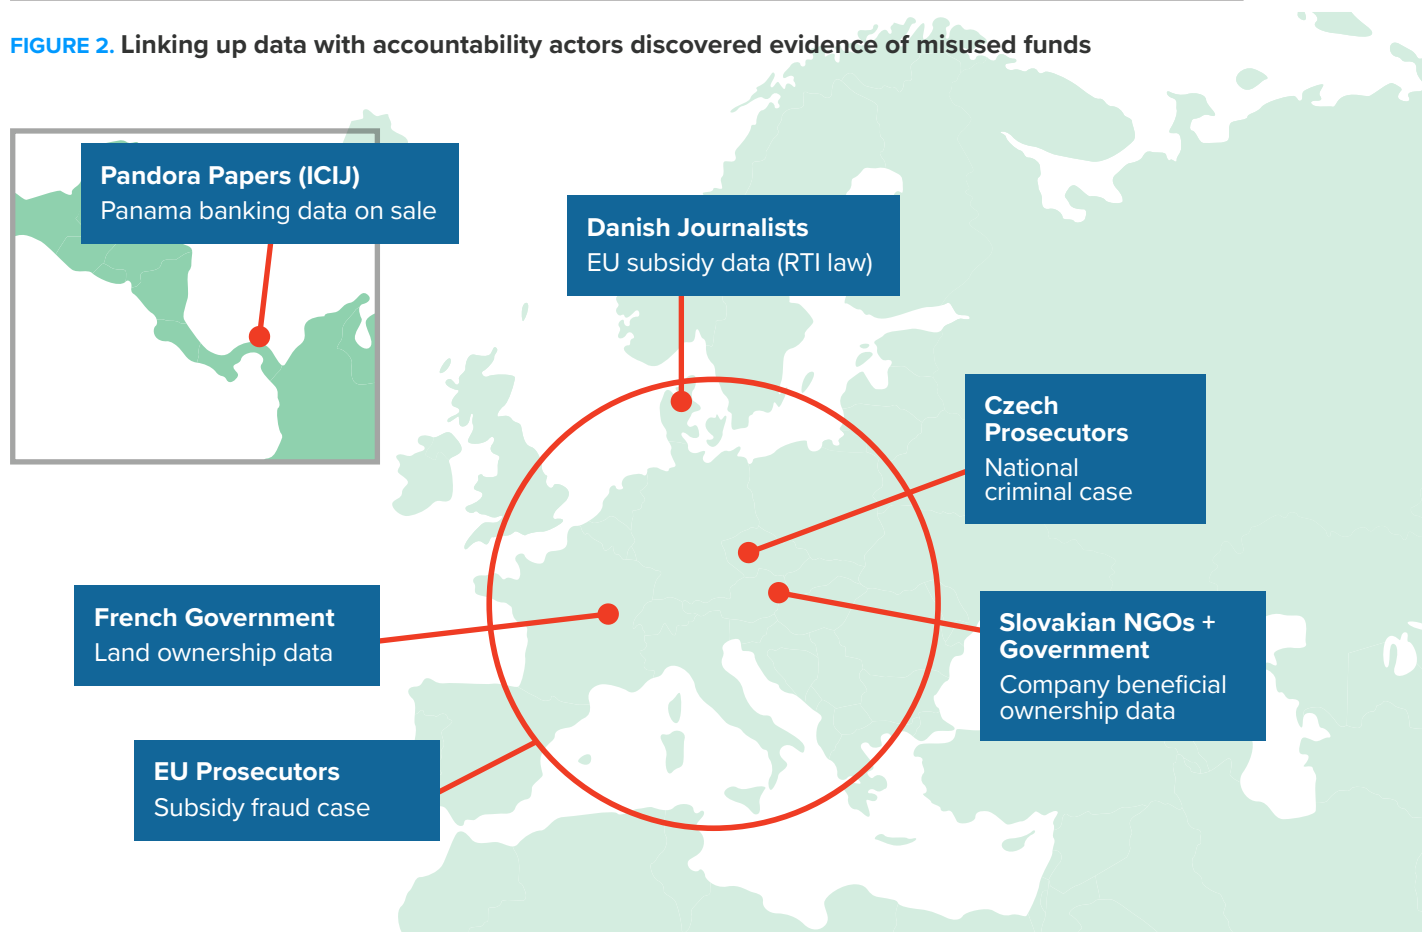 FIGURE 2. Linking up data with accountability actors discovered evidence of misused funds
Pandora Papers (ICIJ)
Panama banking data on sale
Danish Journalists
EU subsidy data (RTI law)
Czech
Prosecutors
National
criminal case
French Government
Land ownership data
Slovakian NGOs +
Government
Company beneficial
ownership data
EU Prosecutors
Subsidy fraud case